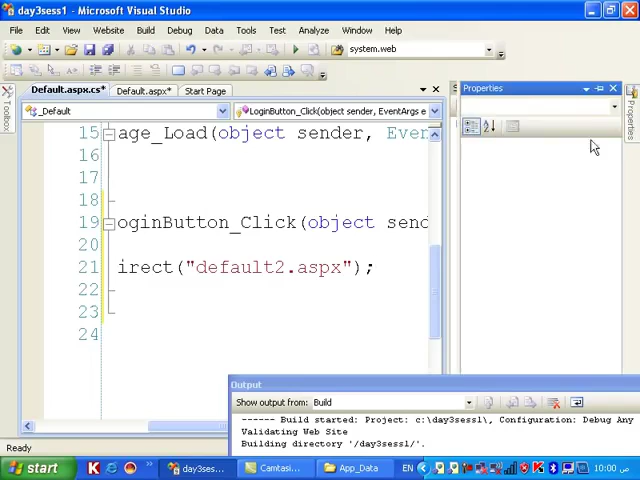 day3sess1 - Microsoft Visual Studio
File Edit View Website Build Debug Data Tools Test Analyze Window Help
system.web
Default.aspx.cs* Default.aspx* Start Page
_Default
LoginButton_Click(object sender, EventArgs e
Toolbox
Properties
Properties
15 age_Load(object sender, Even
16
17
18
19 oginButton_Click(object send
20
21 irect("default2.aspx");
22
23
24
Output
Show output from: Build
------ Build started: Project: c:\day3sess1\, Configuration: Debug Any
Validating Web Site
Building directory '/day3sess1/'.
Ready
start
day3ses...
Camtasi...
App_Data
EN
10:00 ص